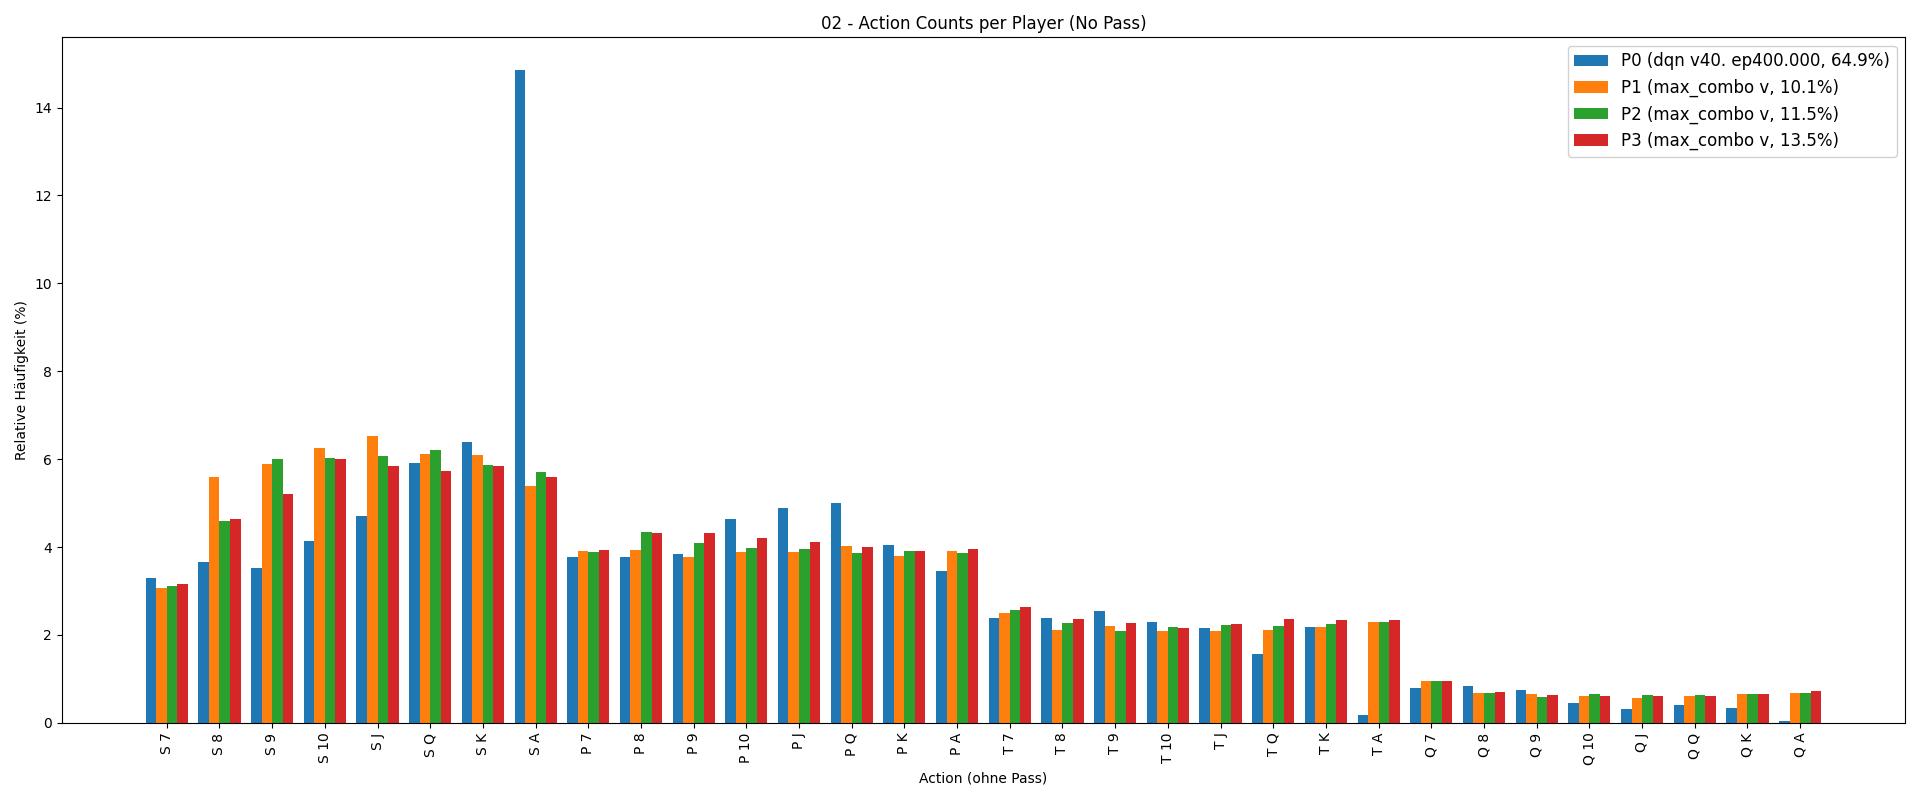 02 - Action Counts per Player (No Pass)
P0 (dqn v40. ep400.000, 64.9%)
P1 (max_combo v, 10.1%)
P2 (max_combo v, 11.5%)
P3 (max_combo v, 13.5%)
Relative Häufigkeit (%)
14
12
10
8
6
4
2
0
S 7
S 8
S 9
S 10
S J
S Q
S K
S A
P 7
P 8
P 9
P 10
P J
P Q
P K
P A
T 7
T 8
T 9
T 10
T J
T Q
T K
T A
Q 7
Q 8
Q 9
Q 10
Q J
Q Q
Q K
Q A
Action (ohne Pass)